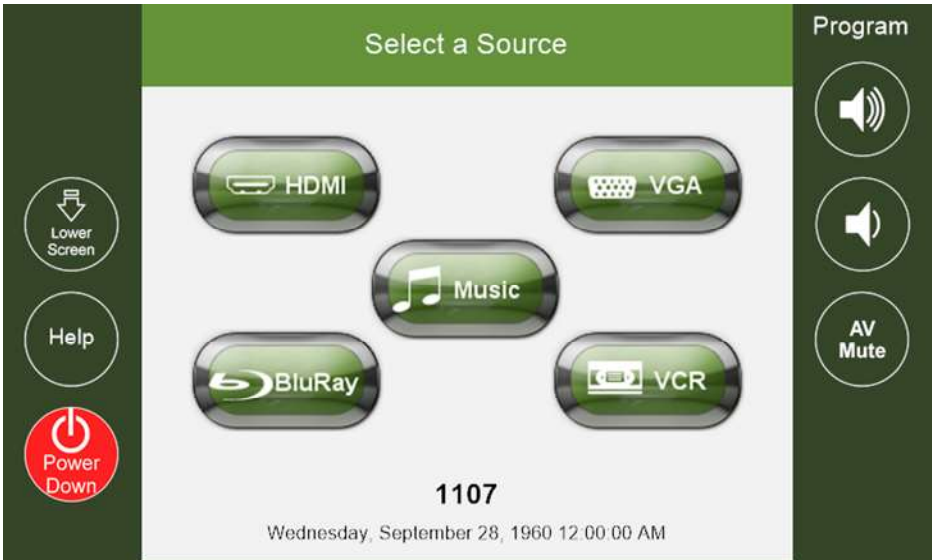 Select a Source
Program
HDMI
VGA
Lower
Screen
Music
Help
AV
Mute
BluRay
VCR
Power
Down
1107
Wednesday, September 28, 1960 12:00:00 AM